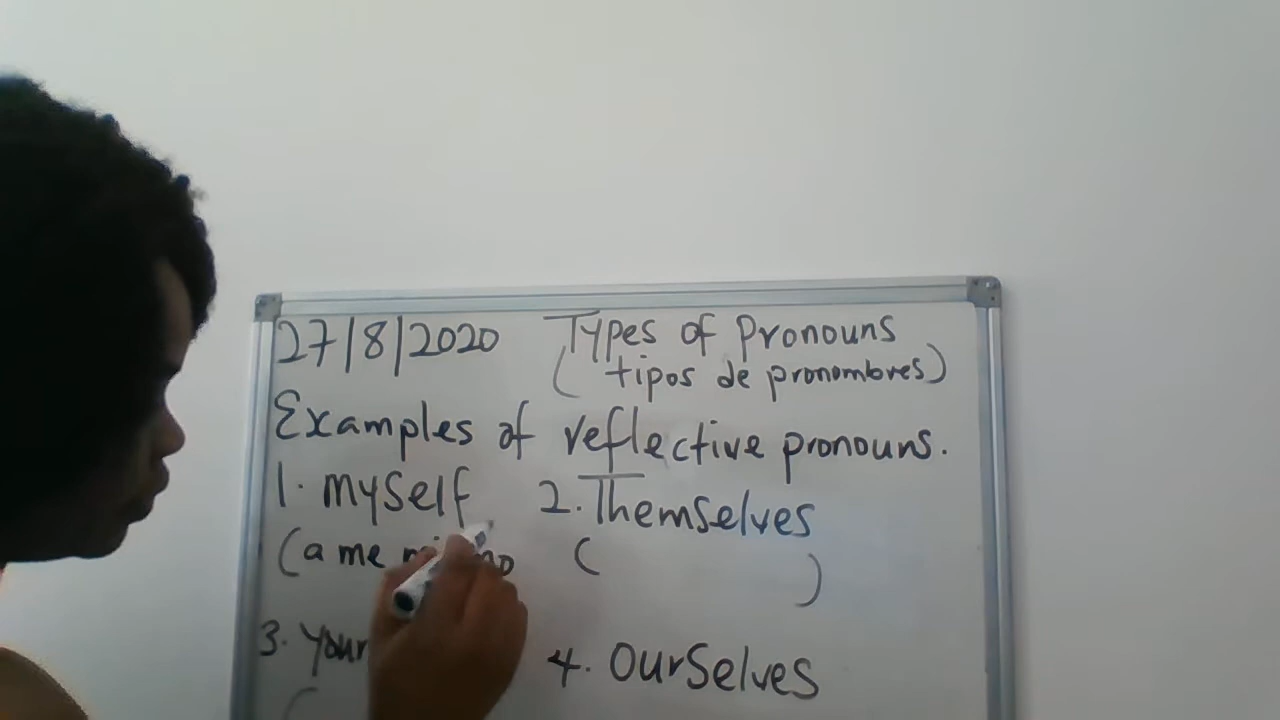 27/8/2020 Types of Pronouns
(tipos de pronombres)
Examples of reflective pronouns.
1. myself 2. Themselves
(a me ( )
3. 4. Ourselves
(